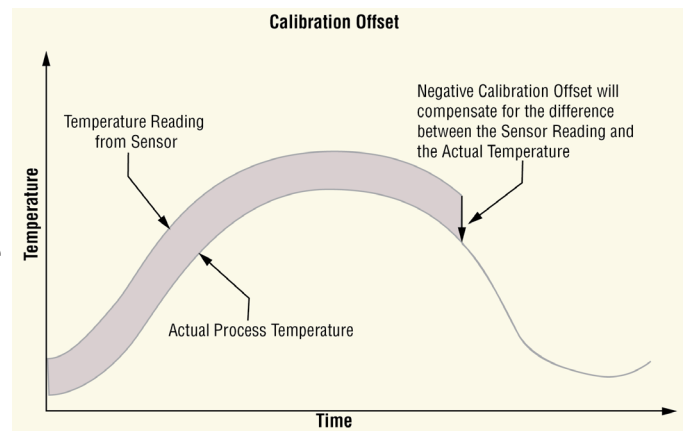 Calibration Offset
Negative Calibration Offset will
compensate for the difference
between the Sensor Reading and
the Actual Temperature
Temperature Reading
from Sensor
Temperature
Actual Process Temperature
Time